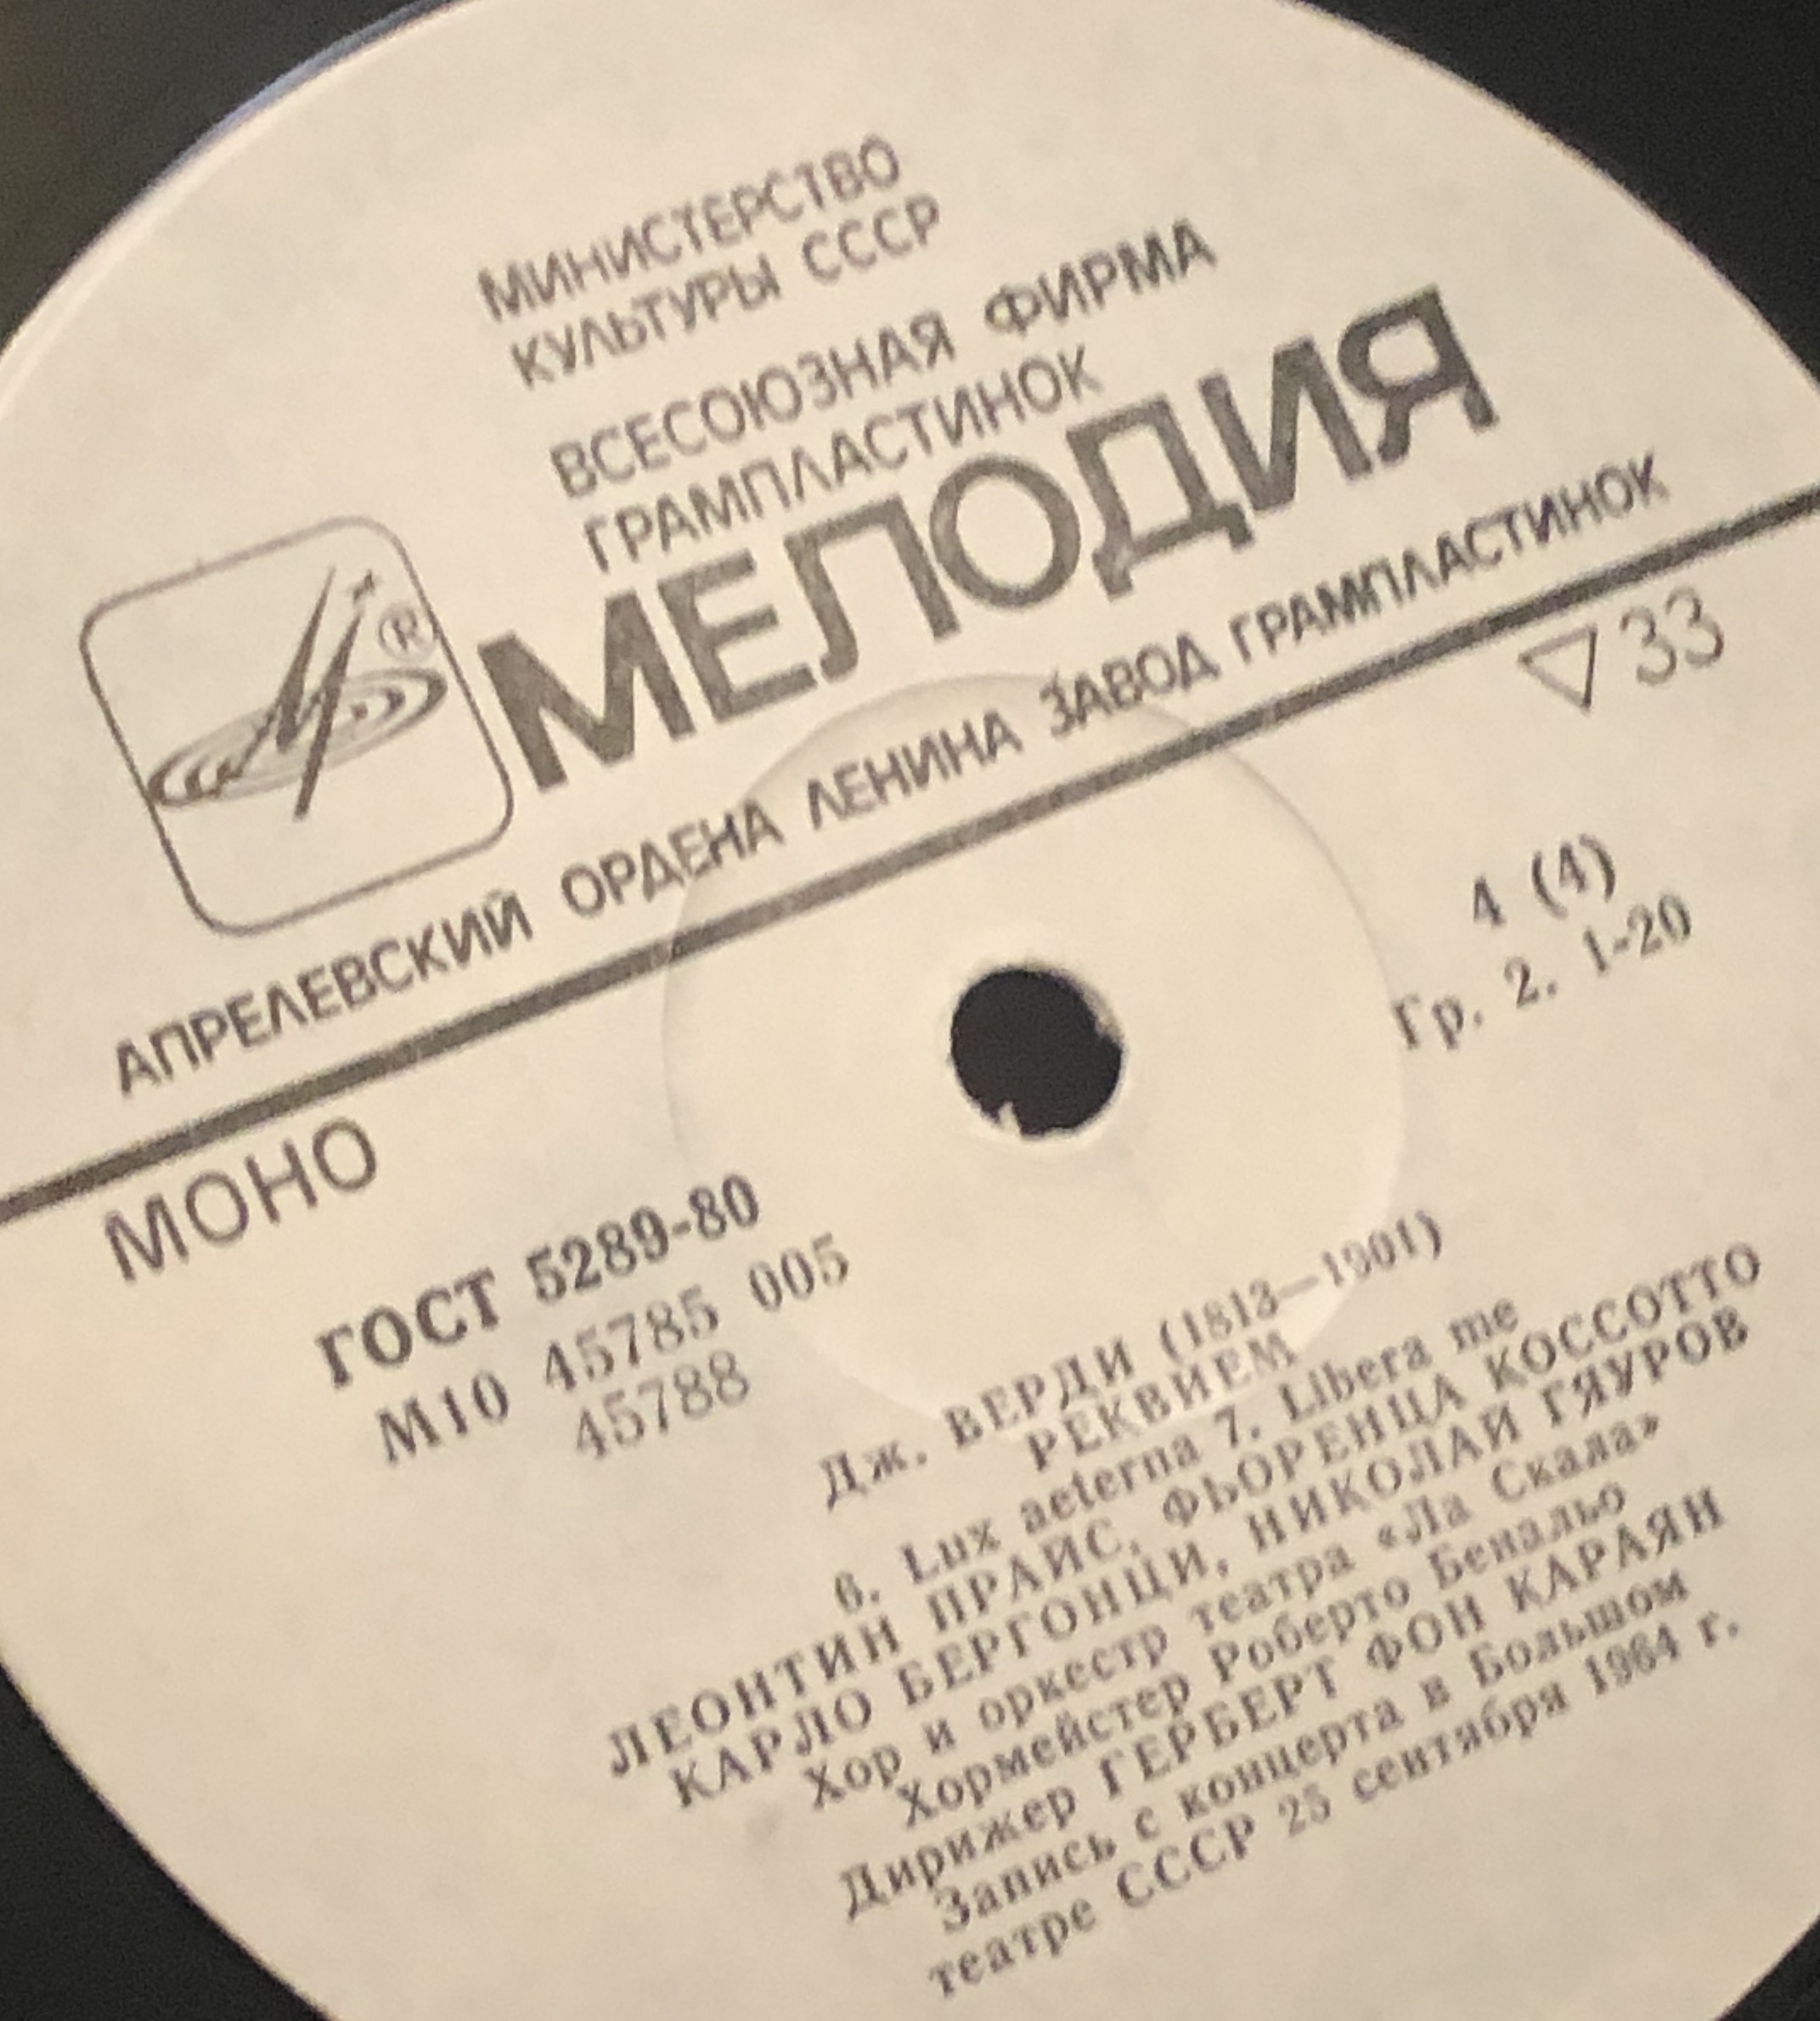 МИНИСТЕРСТВО
КУЛЬТУРЫ СССР
ВСЕСОЮЗНАЯ ФИРМА
ГРАМПЛАСТИНОК
МЕЛОДИЯ
®
АПРЕЛЕВСКИЙ ОРДЕНА ЛЕНИНА ЗАВОД ГРАМПЛАСТИНОК
▽33
МОНО
4 (4)
Гр. 2. 1-20
ГОСТ 5289-80
М10 45785 005
45788
Дж. ВЕРДИ (1813—1901)
РЕКВИЕМ
6. Lux aeterna 7. Libera me
ЛЕОНТИН ПРАЙС, ФЬОРЕНЦА КОССОТТО
КАРЛО БЕРГОНЦИ, НИКОЛАЙ ГЯУРОВ
Хор и оркестр театра «Ла Скала»
Хормейстер Роберто Бенальо
Дирижер ГЕРБЕРТ ФОН КАРАЯН
Запись с концерта в Большом
театре СССР 25 сентября 1964 г.